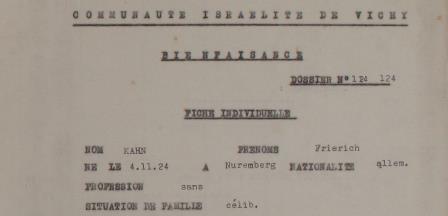 COMMUNAUTE ISRAELITE DE VICHY
BIENFAISANCE
DOSSIER N° 124 124
FICHE INDIVIDUELLE
NOM KAHN PRENOMS Frierich
NE LE 4.11.24 A Nuremberg NATIONALITE allem.
PROFESSION sans
SITUATION DE FAMILLE célib.